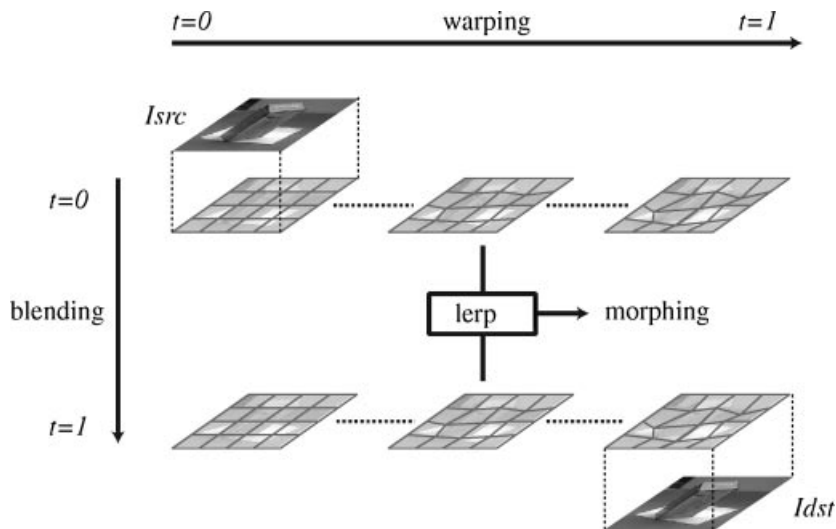 t=0 warping t=1
Isrc
t=0
blending
lerp
morphing
t=1
Idst